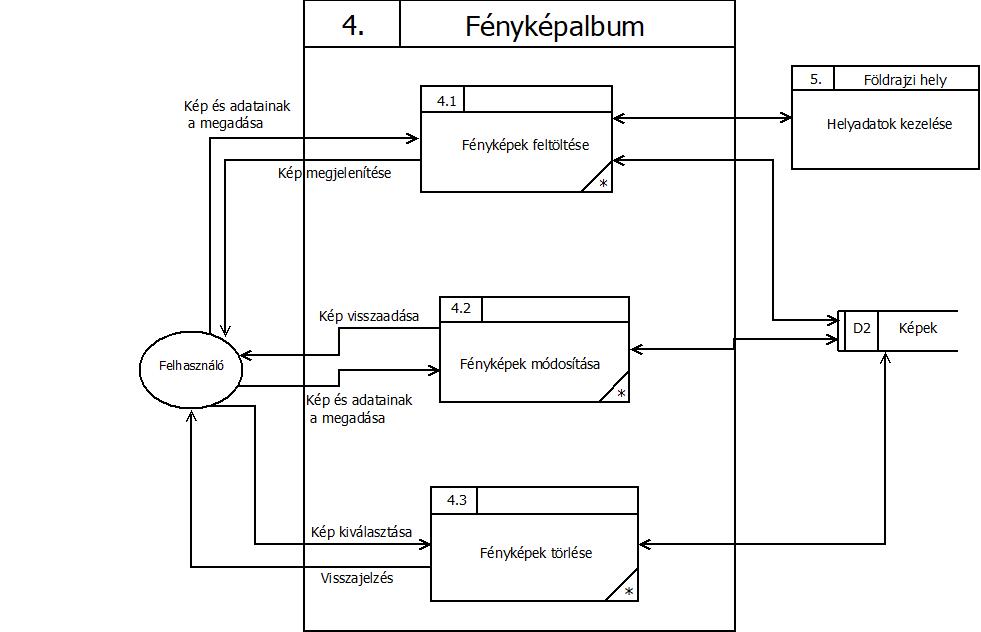 4. Fényképalbum
5. Földrajzi hely
Helyadatok kezelése
Kép és adatainak
a megadása
4.1
Fényképek feltöltése
*
Kép megjelenítése
Kép visszaadása
4.2
Fényképek módosítása
*
D2 Képek
Felhasználó
Kép és adatainak
a megadása
4.3
Kép kiválasztása
Fényképek törlése
*
Visszajelzés